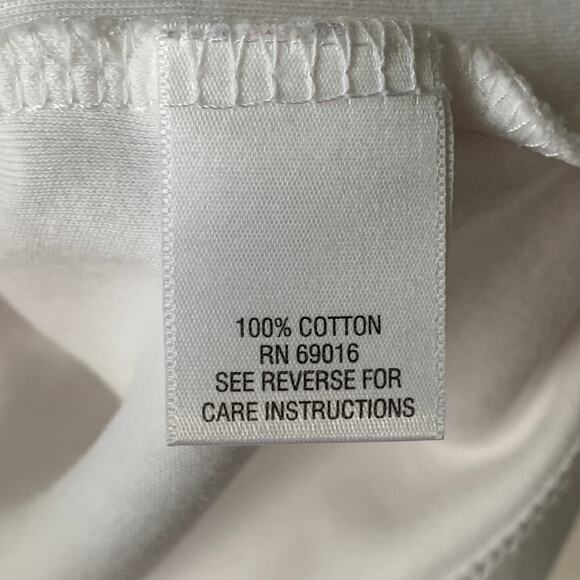 100% COTTON
RN 69016
SEE REVERSE FOR
CARE INSTRUCTIONS